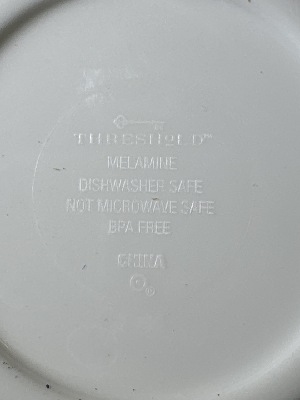 THRESHOLD™
MELAMINE
DISHWASHER SAFE
NOT MICROWAVE SAFE
BPA FREE
CHINA
©